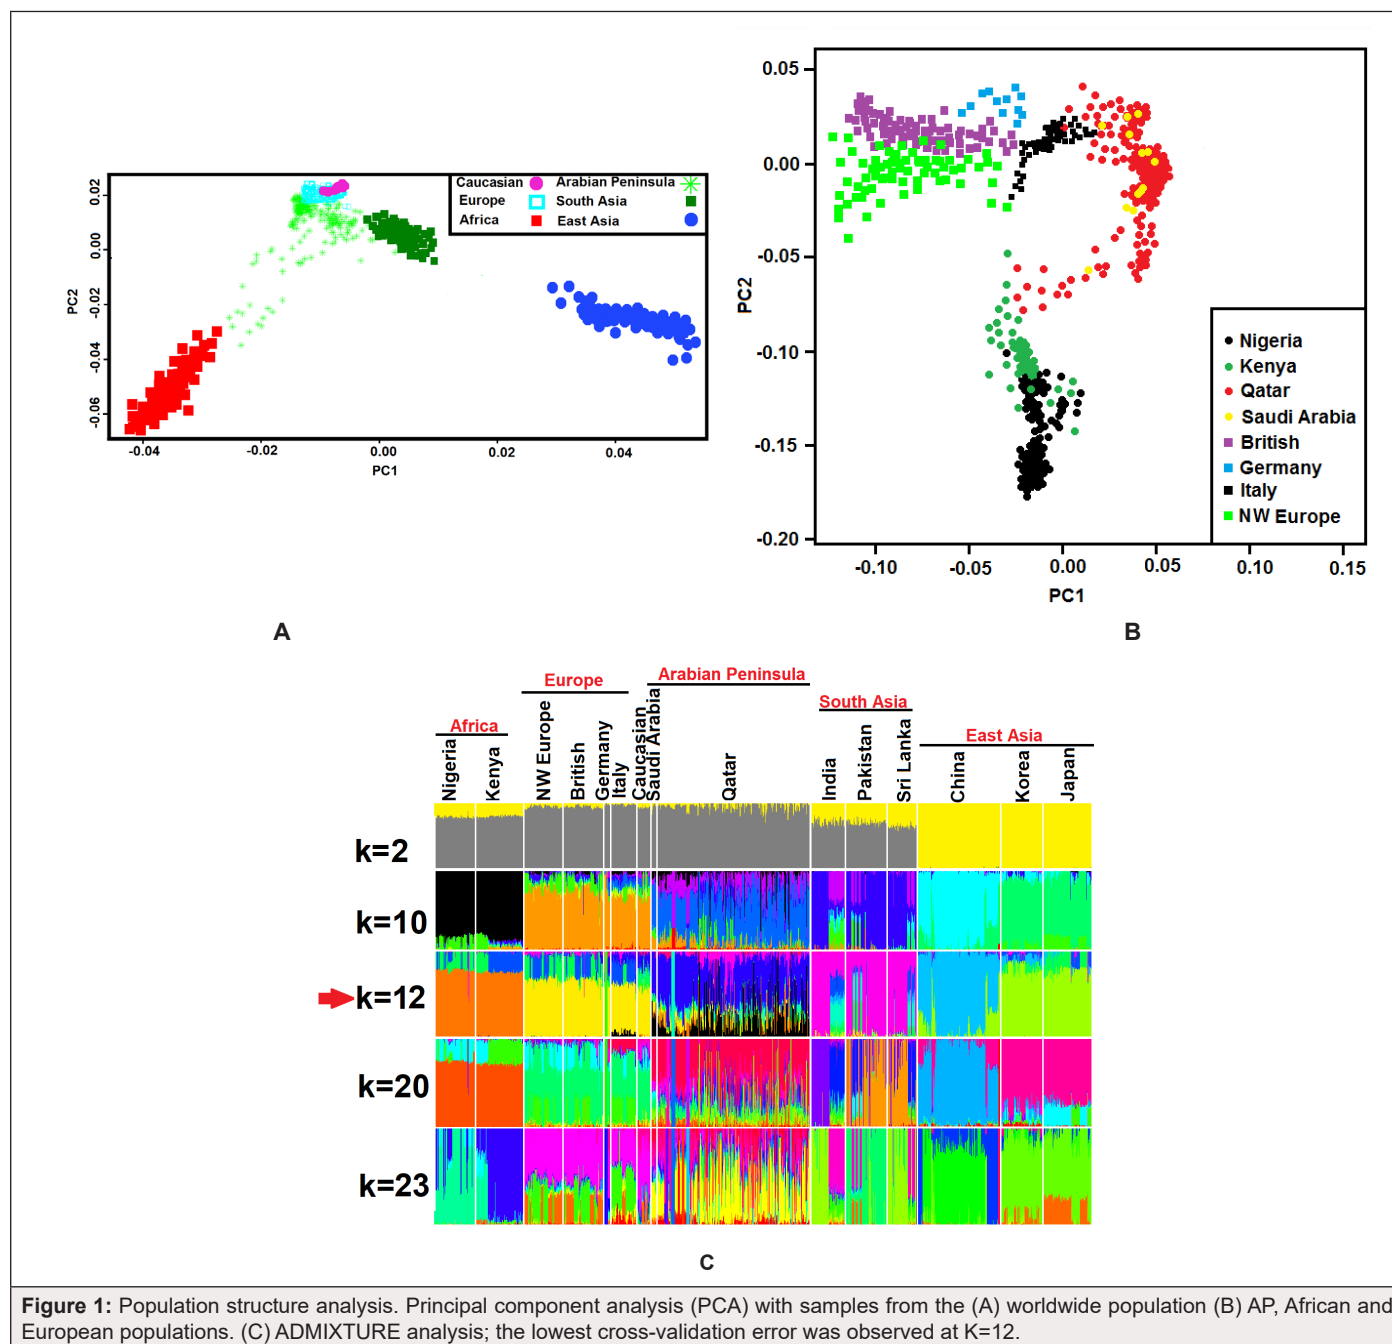 Caucasian
Arabian Peninsula
Europe
South Asia
Africa
East Asia
0.02
0.00
-0.02
-0.04
-0.06
PC2
-0.04
-0.02
0.00
0.02
0.04
PC1
A
0.05
0.00
-0.05
-0.10
-0.15
-0.20
PC2
Nigeria
Kenya
Qatar
Saudi Arabia
British
Germany
Italy
NW Europe
-0.10
-0.05
0.00
0.05
0.10
0.15
PC1
B
Africa
Europe
Arabian Peninsula
South Asia
East Asia
Nigeria
Kenya
NW Europe
British
Germany
Italy
Caucasian
Saudi Arabia
Qatar
India
Pakistan
Sri Lanka
China
Korea
Japan
k=2
k=10
k=12
k=20
k=23
C
Figure 1: Population structure analysis. Principal component analysis (PCA) with samples from the (A) worldwide population (B) AP, African and
European populations. (C) ADMIXTURE analysis; the lowest cross-validation error was observed at K=12.